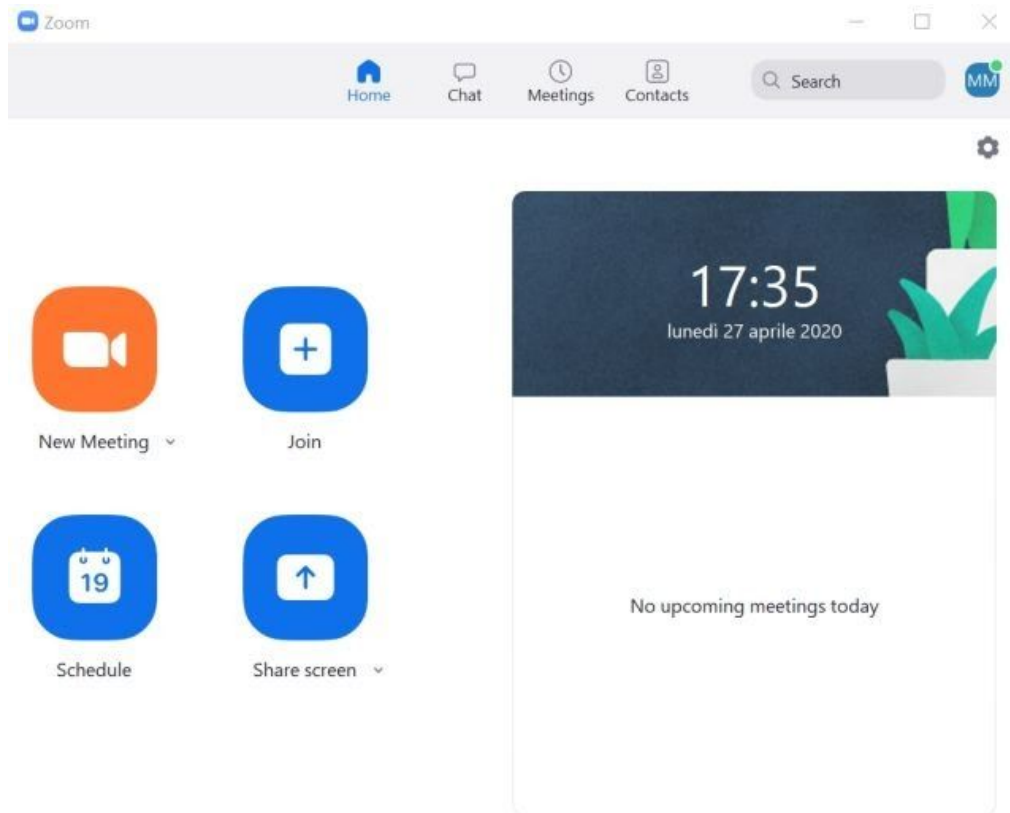 Zoom
Home
Chat
Meetings
Contacts
Search
MM
17:35
lunedì 27 aprile 2020
New Meeting
Join
19
Schedule
Share screen
No upcoming meetings today